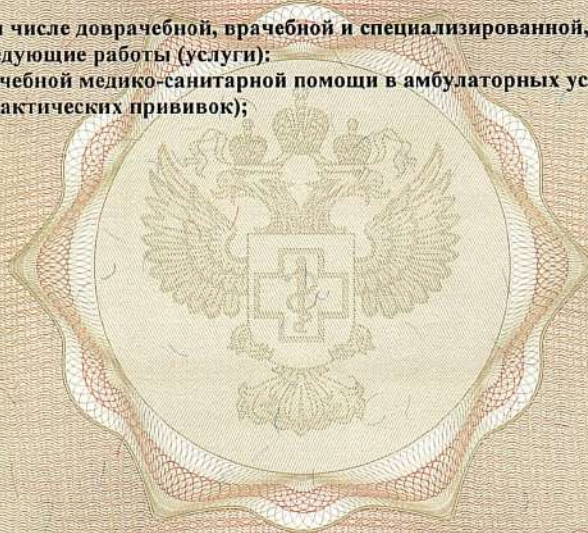 числе доврачебной, врачебной и специализированной,
дующие работы (услуги):
чебной медико-санитарной помощи в амбулаторных ус
актических прививок);